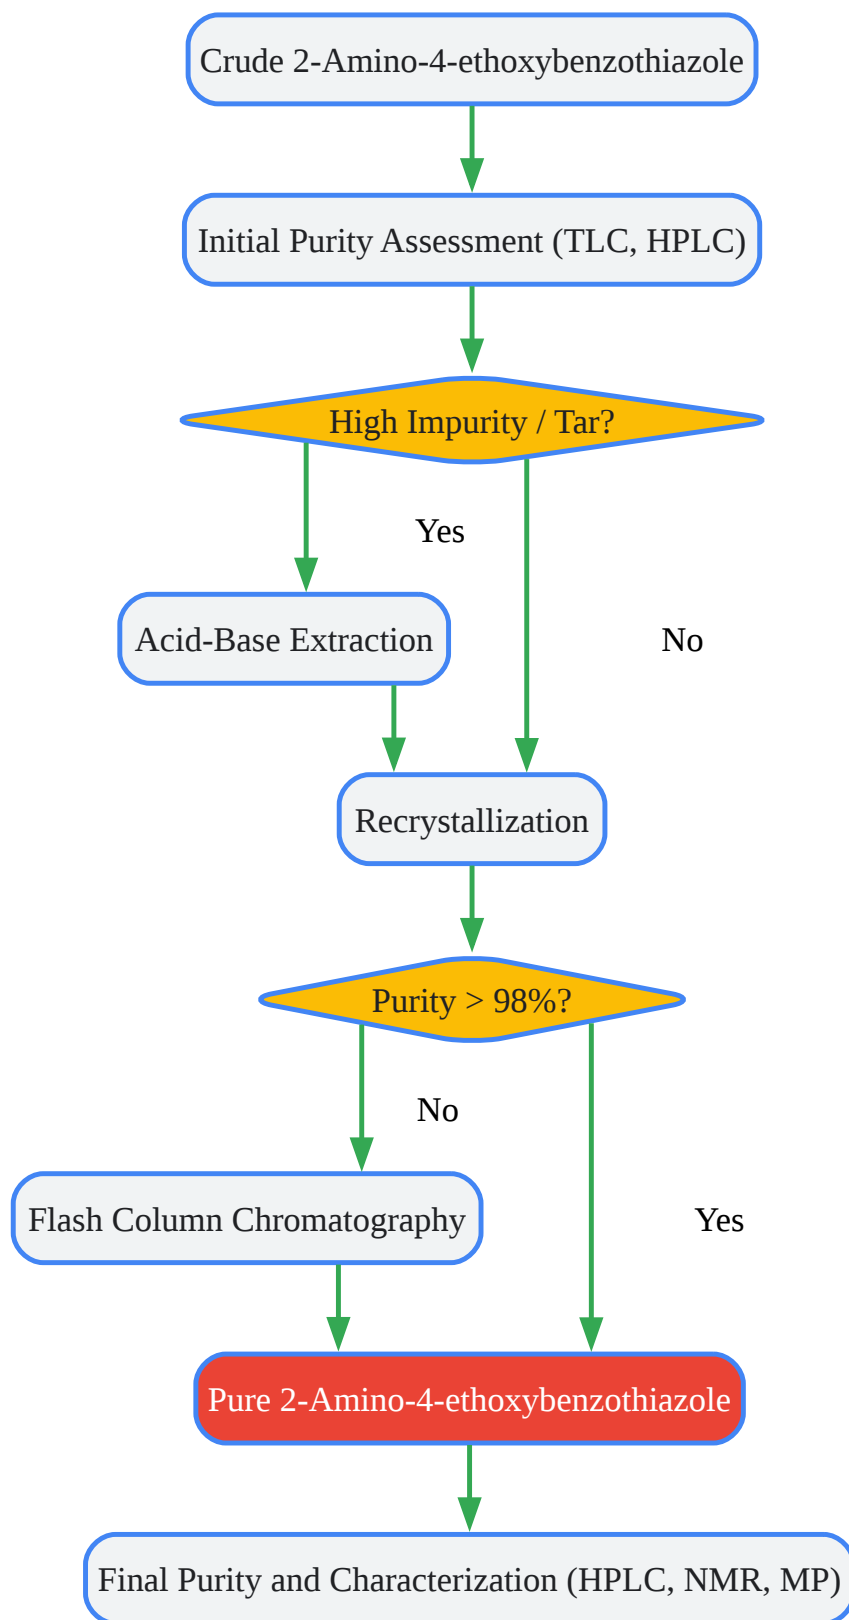 Crude 2-Amino-4-ethoxybenzothiazole
Initial Purity Assessment (TLC, HPLC)
High Impurity / Tar?
Yes
Acid-Base Extraction
No
Recrystallization
Purity > 98%?
No
Flash Column Chromatography
Yes
Pure 2-Amino-4-ethoxybenzothiazole
Final Purity and Characterization (HPLC, NMR, MP)